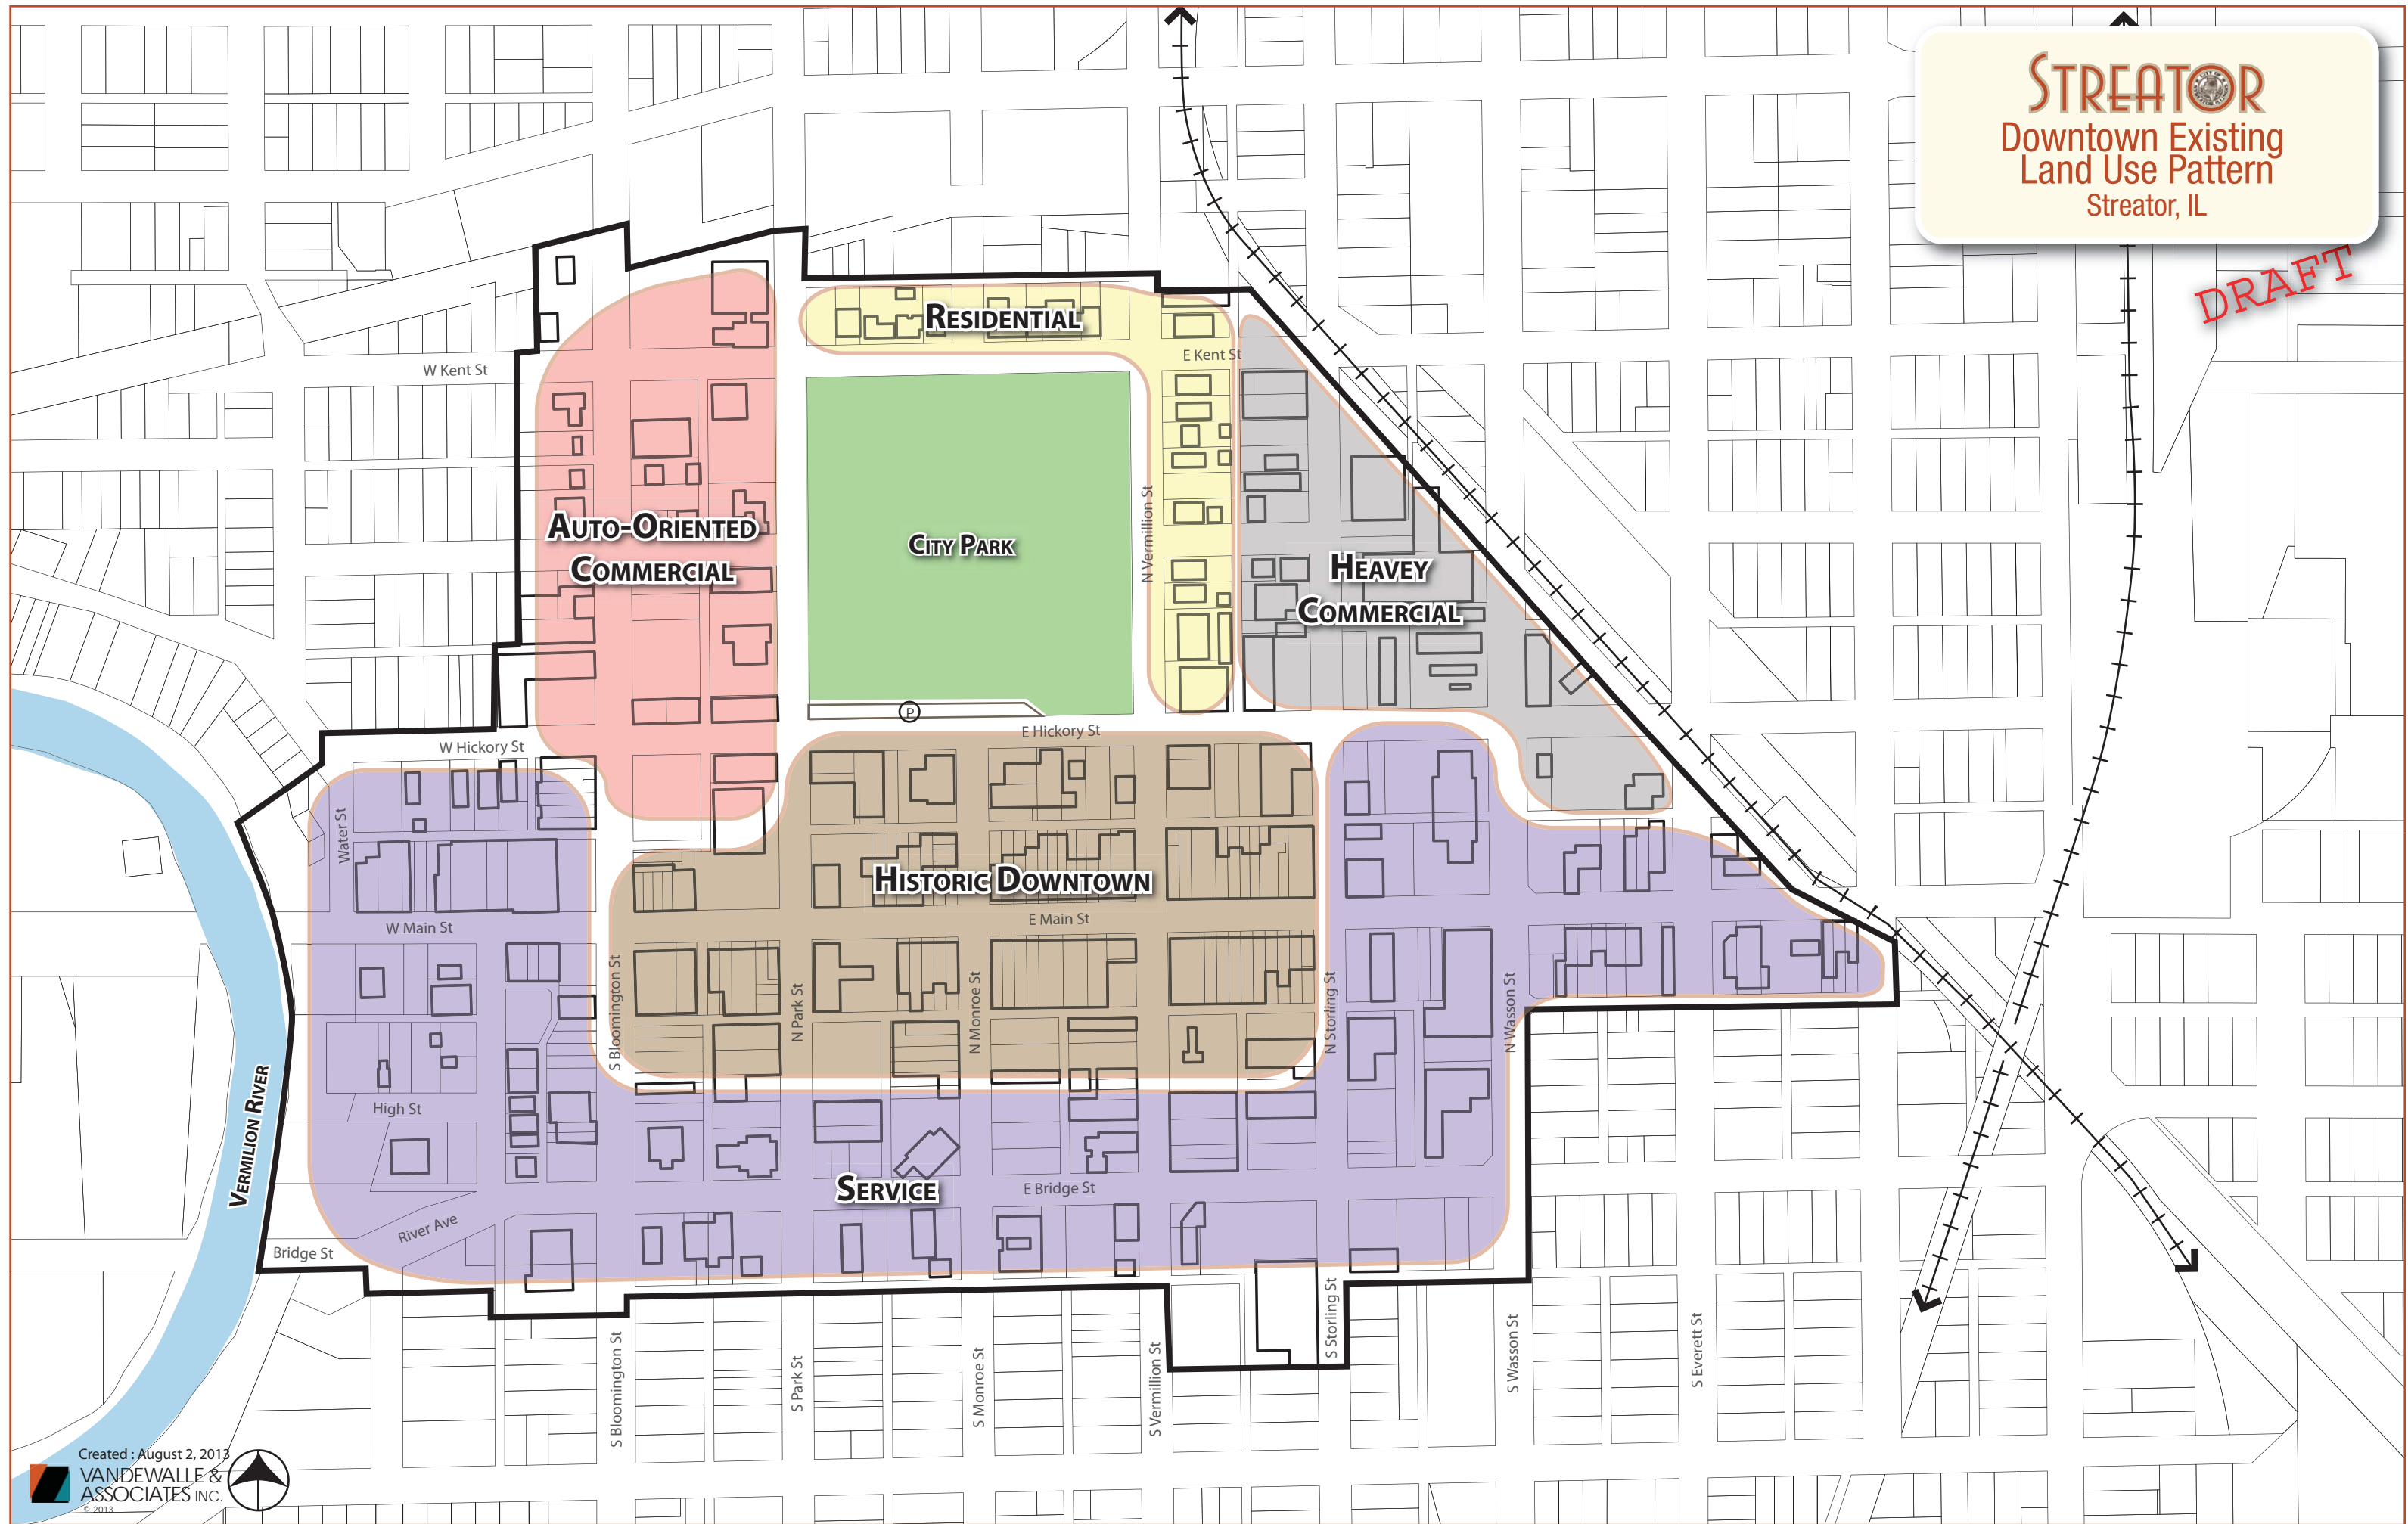 STREATOR
Downtown Existing
Land Use Pattern
Streator, IL
DRAFT
RESIDENTIAL
E Kent St
W Kent St
AUTO-ORIENTED
COMMERCIAL
CITY PARK
N Vermillion St
HEAVEY
COMMERCIAL
P
E Hickory St
W Hickory St
Water St
HISTORIC DOWNTOWN
E Main St
W Main St
S Bloomington St
N Park St
N Monroe St
N Storling St
N Wasson St
High St
VERMILION RIVER
SERVICE
E Bridge St
River Ave
Bridge St
S Bloomington St
S Park St
S Monroe St
S Vermillion St
S Storling St
S Wasson St
S Everett St
Created : August 2, 2013
VANDEWALLE &
ASSOCIATES INC.
© 2013